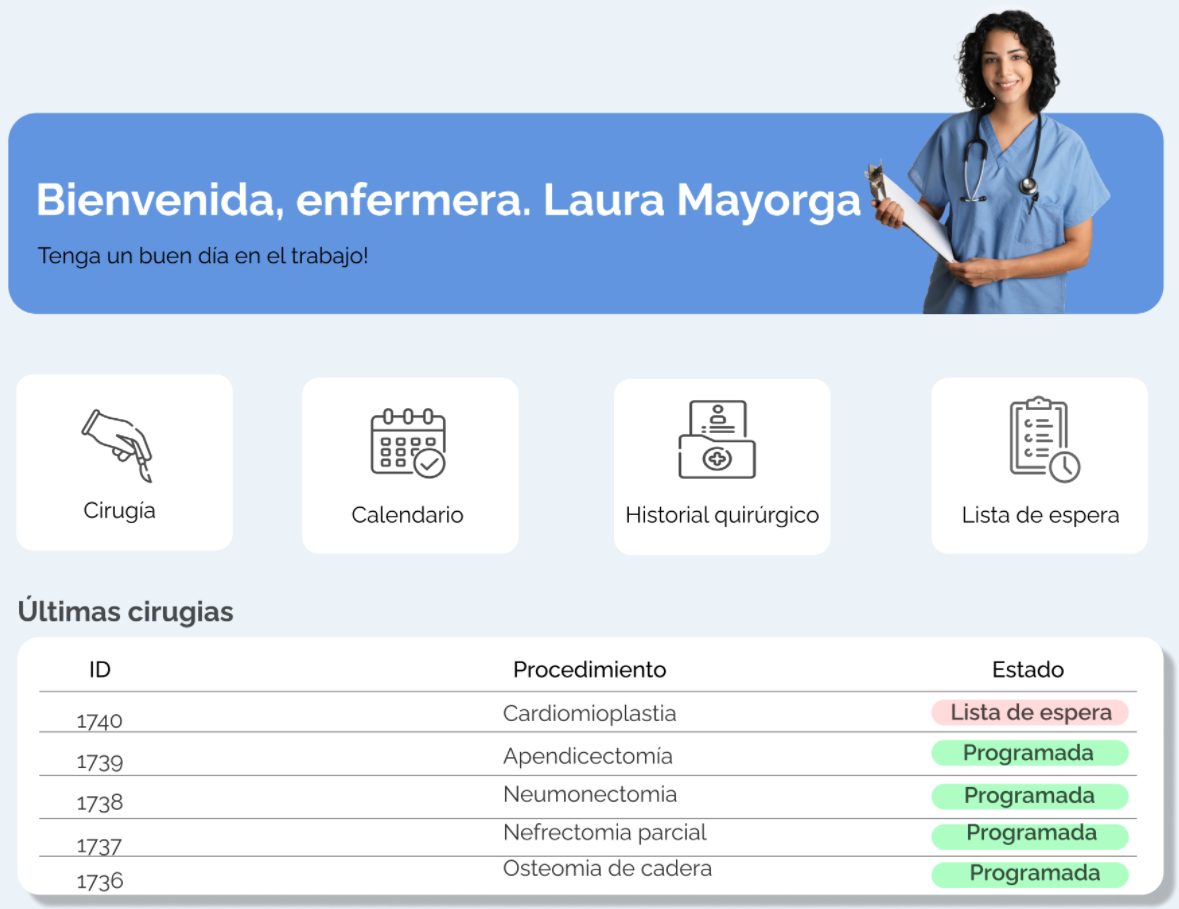 Bienvenida, enfermera. Laura Mayorga
Tenga un buen día en el trabajo!
Cirugía
Calendario
Historial quirúrgico
Lista de espera
Últimas cirugias
ID Procedimiento Estado
1740 Cardiomioplastia Lista de espera
1739 Apendicectomía Programada
1738 Neumonectomia Programada
1737 Nefrectomia parcial Programada
1736 Osteomia de cadera Programada